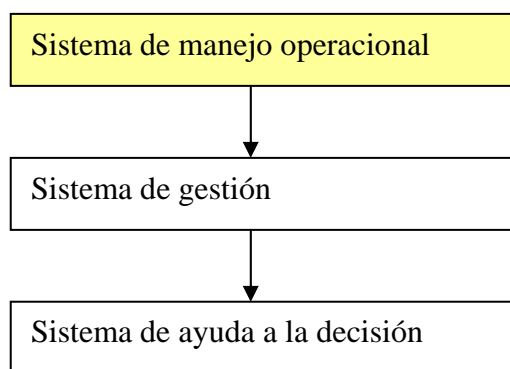 Sistema de manejo operacional
Sistema de gestión
Sistema de ayuda a la decisión